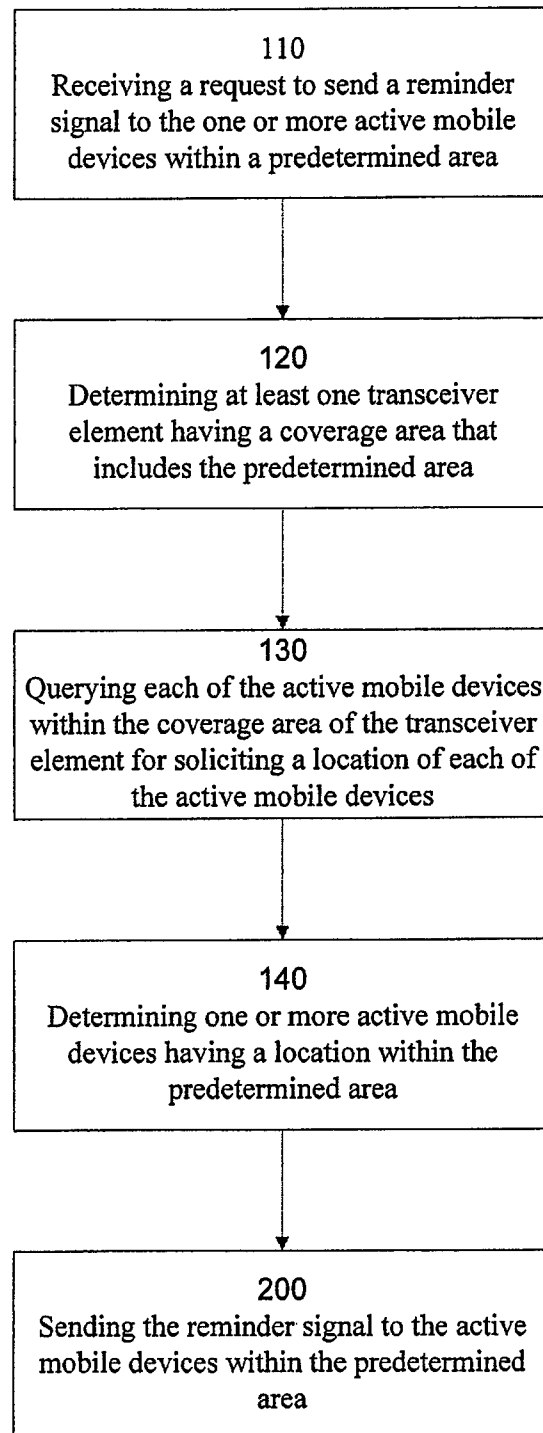 110
Receiving a request to send a reminder
signal to the one or more active mobile
devices within a predetermined area
120
Determining at least one transceiver
element having a coverage area that
includes the predetermined area
130
Querying each of the active mobile devices
within the coverage area of the transceiver
element for soliciting a location of each of
the active mobile devices
140
Determining one or more active mobile
devices having a location within the
predetermined area
200
Sending the reminder signal to the active
mobile devices within the predetermined
area